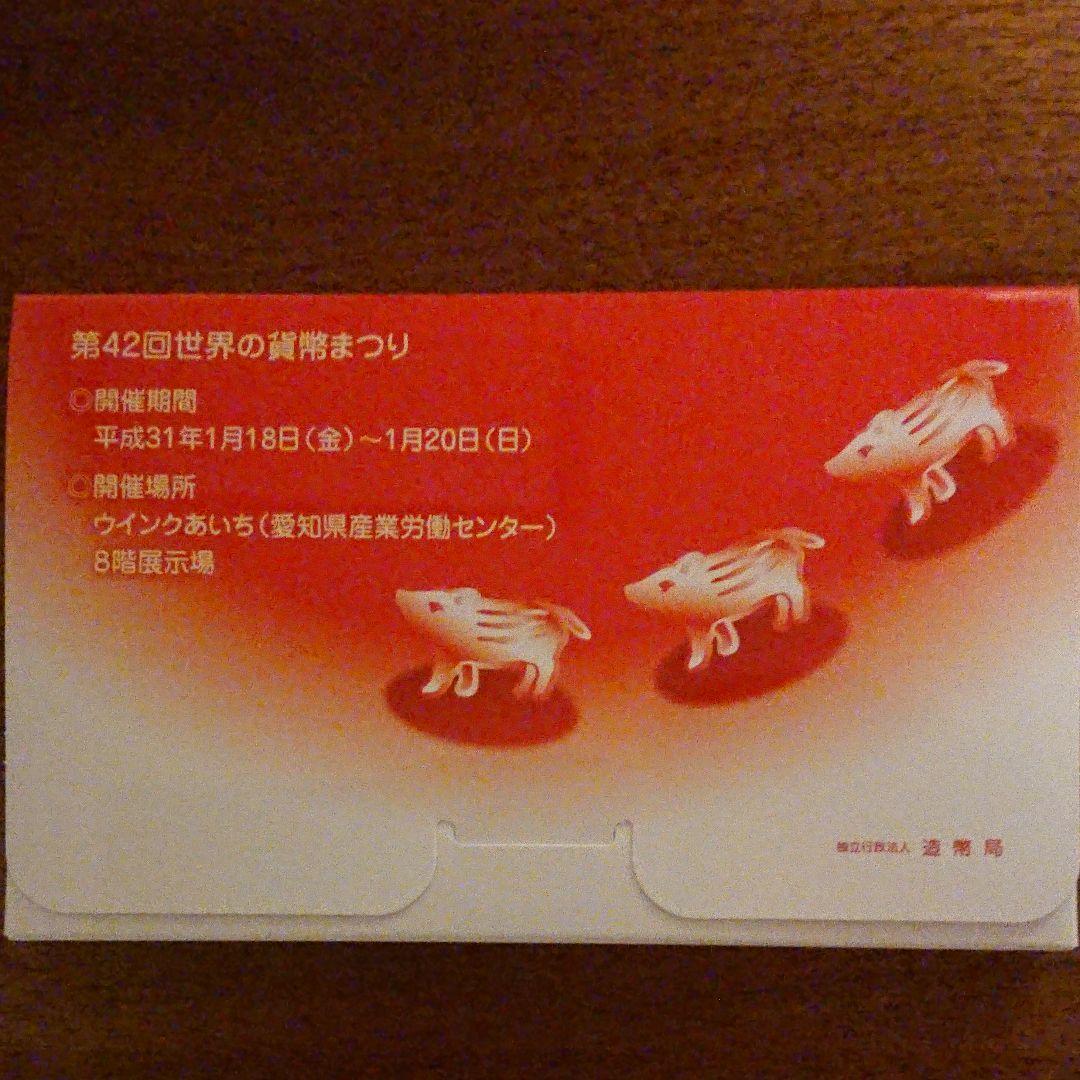 第42回世界の貨幣まつり
◎開催期間
平成31年1月18日(金)～1月20日(日)
◎開催場所
ウインクあいち(愛知県産業労働センター)
8階展示場
独立行政法人 造幣局